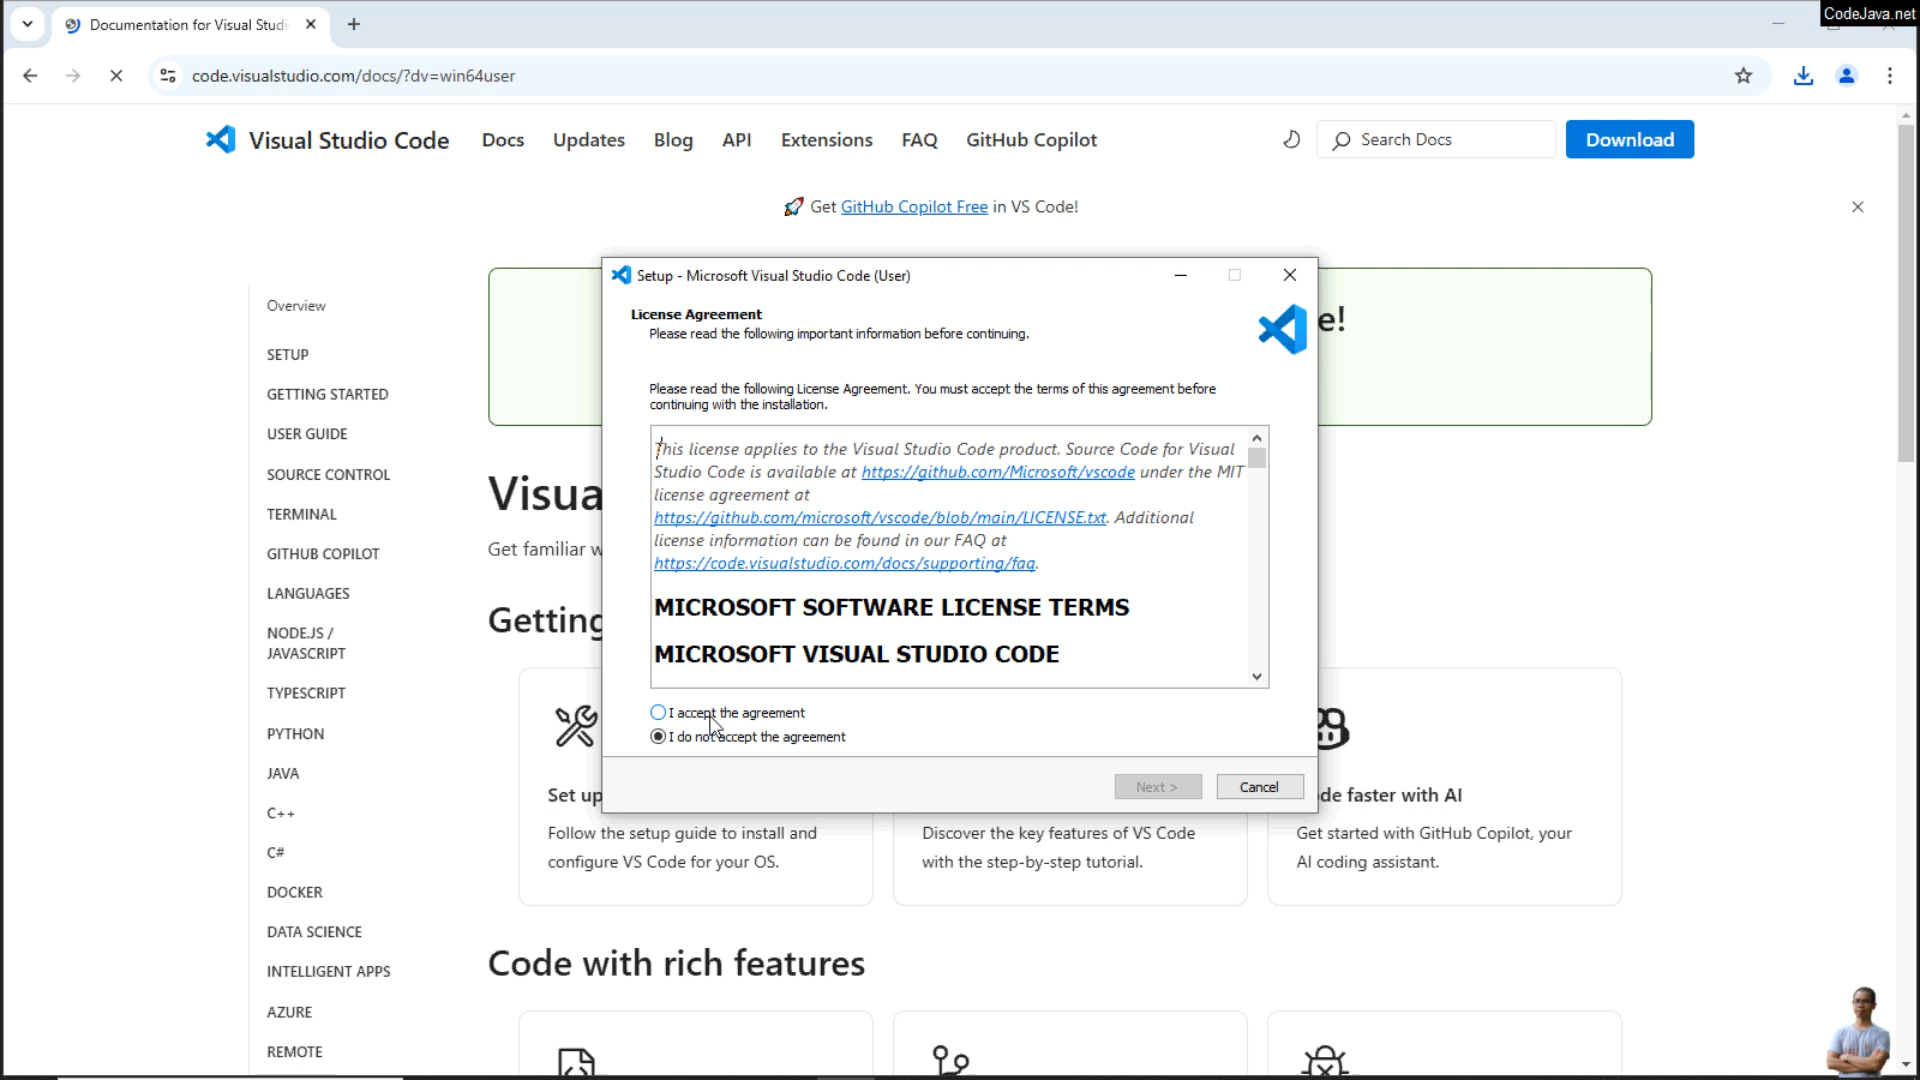 CodeJava.net
Documentation for Visual Studi
code.visualstudio.com/docs/?dv=win64user
Visual Studio Code
Docs
Updates
Blog
API
Extensions
FAQ
GitHub Copilot
Search Docs
Download
Get GitHub Copilot Free in VS Code!
Overview
SETUP
GETTING STARTED
USER GUIDE
SOURCE CONTROL
TERMINAL
GITHUB COPILOT
LANGUAGES
NODE.JS /
JAVASCRIPT
TYPESCRIPT
PYTHON
JAVA
C++
C#
DOCKER
DATA SCIENCE
INTELLIGENT APPS
AZURE
REMOTE
e!
Visua
Get familiar w
Getting
Setup - Microsoft Visual Studio Code (User)
License Agreement
Please read the following important information before continuing.
Please read the following License Agreement. You must accept the terms of this agreement before
continuing with the installation.
This license applies to the Visual Studio Code product. Source Code for Visual
Studio Code is available at https://github.com/Microsoft/vscode under the MIT
license agreement at
https://github.com/microsoft/vscode/blob/main/LICENSE.txt. Additional
license information can be found in our FAQ at
https://code.visualstudio.com/docs/supporting/faq.
MICROSOFT SOFTWARE LICENSE TERMS
MICROSOFT VISUAL STUDIO CODE
I accept the agreement
I do not accept the agreement
Next >
Cancel
Set up
Follow the setup guide to install and
configure VS Code for your OS.
Discover the key features of VS Code
with the step-by-step tutorial.
de faster with AI
Get started with GitHub Copilot, your
AI coding assistant.
Code with rich features